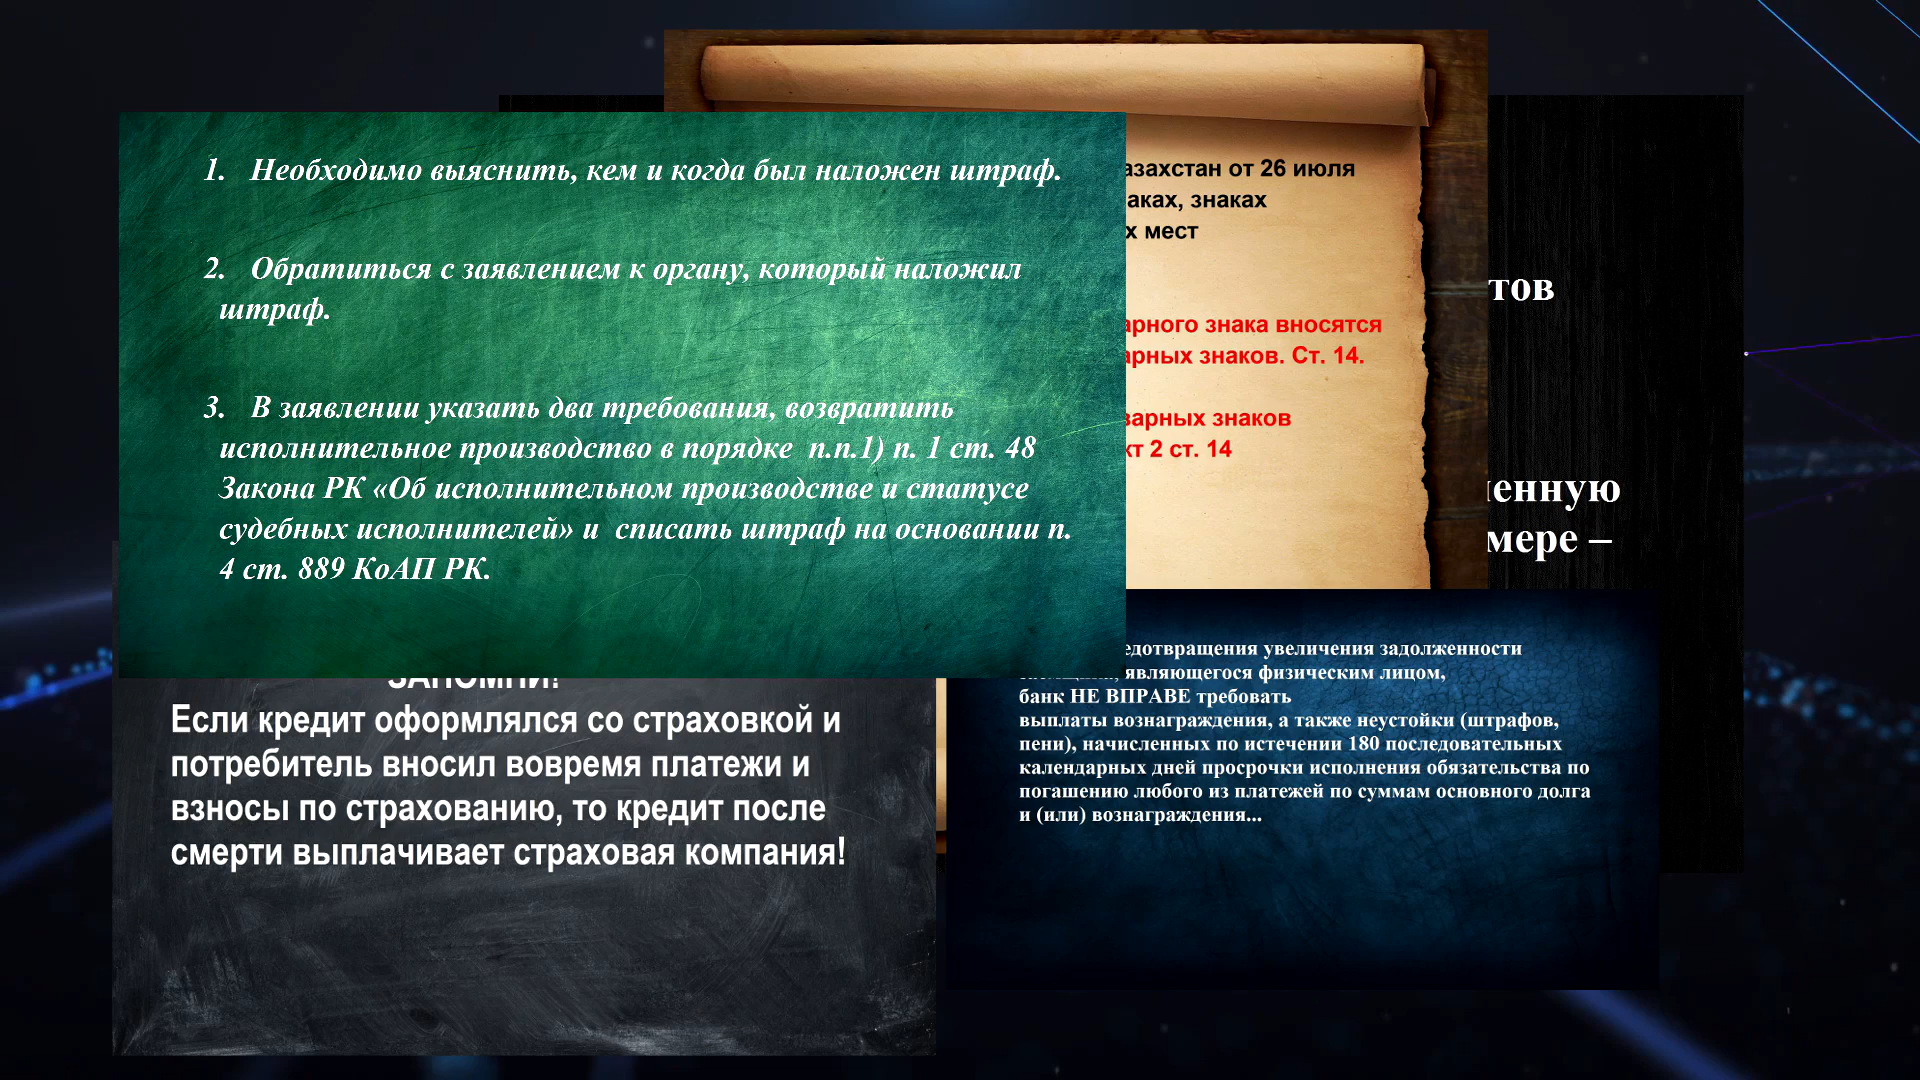 1. Необходимо выяснить, кем и когда был наложен штраф.
2. Обратиться с заявлением к органу, который наложил
штраф.
3. В заявлении указать два требования, возвратить
исполнительное производство в порядке п.п.1) п. 1 ст. 48
Закона РК «Об исполнительном производстве и статусе
судебных исполнителей» и списать штраф на основании п.
4 ст. 889 КоАП РК.
азахстан от 26 июля
аках, знаках
х мест
арного знака вносятся
арных знаков. Ст. 14.
варных знаков
кт 2 ст. 14
тов
енную
мере –
ЗАПОМНИ!
Если кредит оформлялся со страховкой и
потребитель вносил вовремя платежи и
взносы по страхованию, то кредит после
смерти выплачивает страховая компания!
едотвращения увеличения задолженности
являющегося физическим лицом,
банк НЕ ВПРАВЕ требовать
выплаты вознаграждения, а также неустойки (штрафов,
пени), начисленных по истечении 180 последовательных
календарных дней просрочки исполнения обязательства по
погашению любого из платежей по суммам основного долга
и (или) вознаграждения...